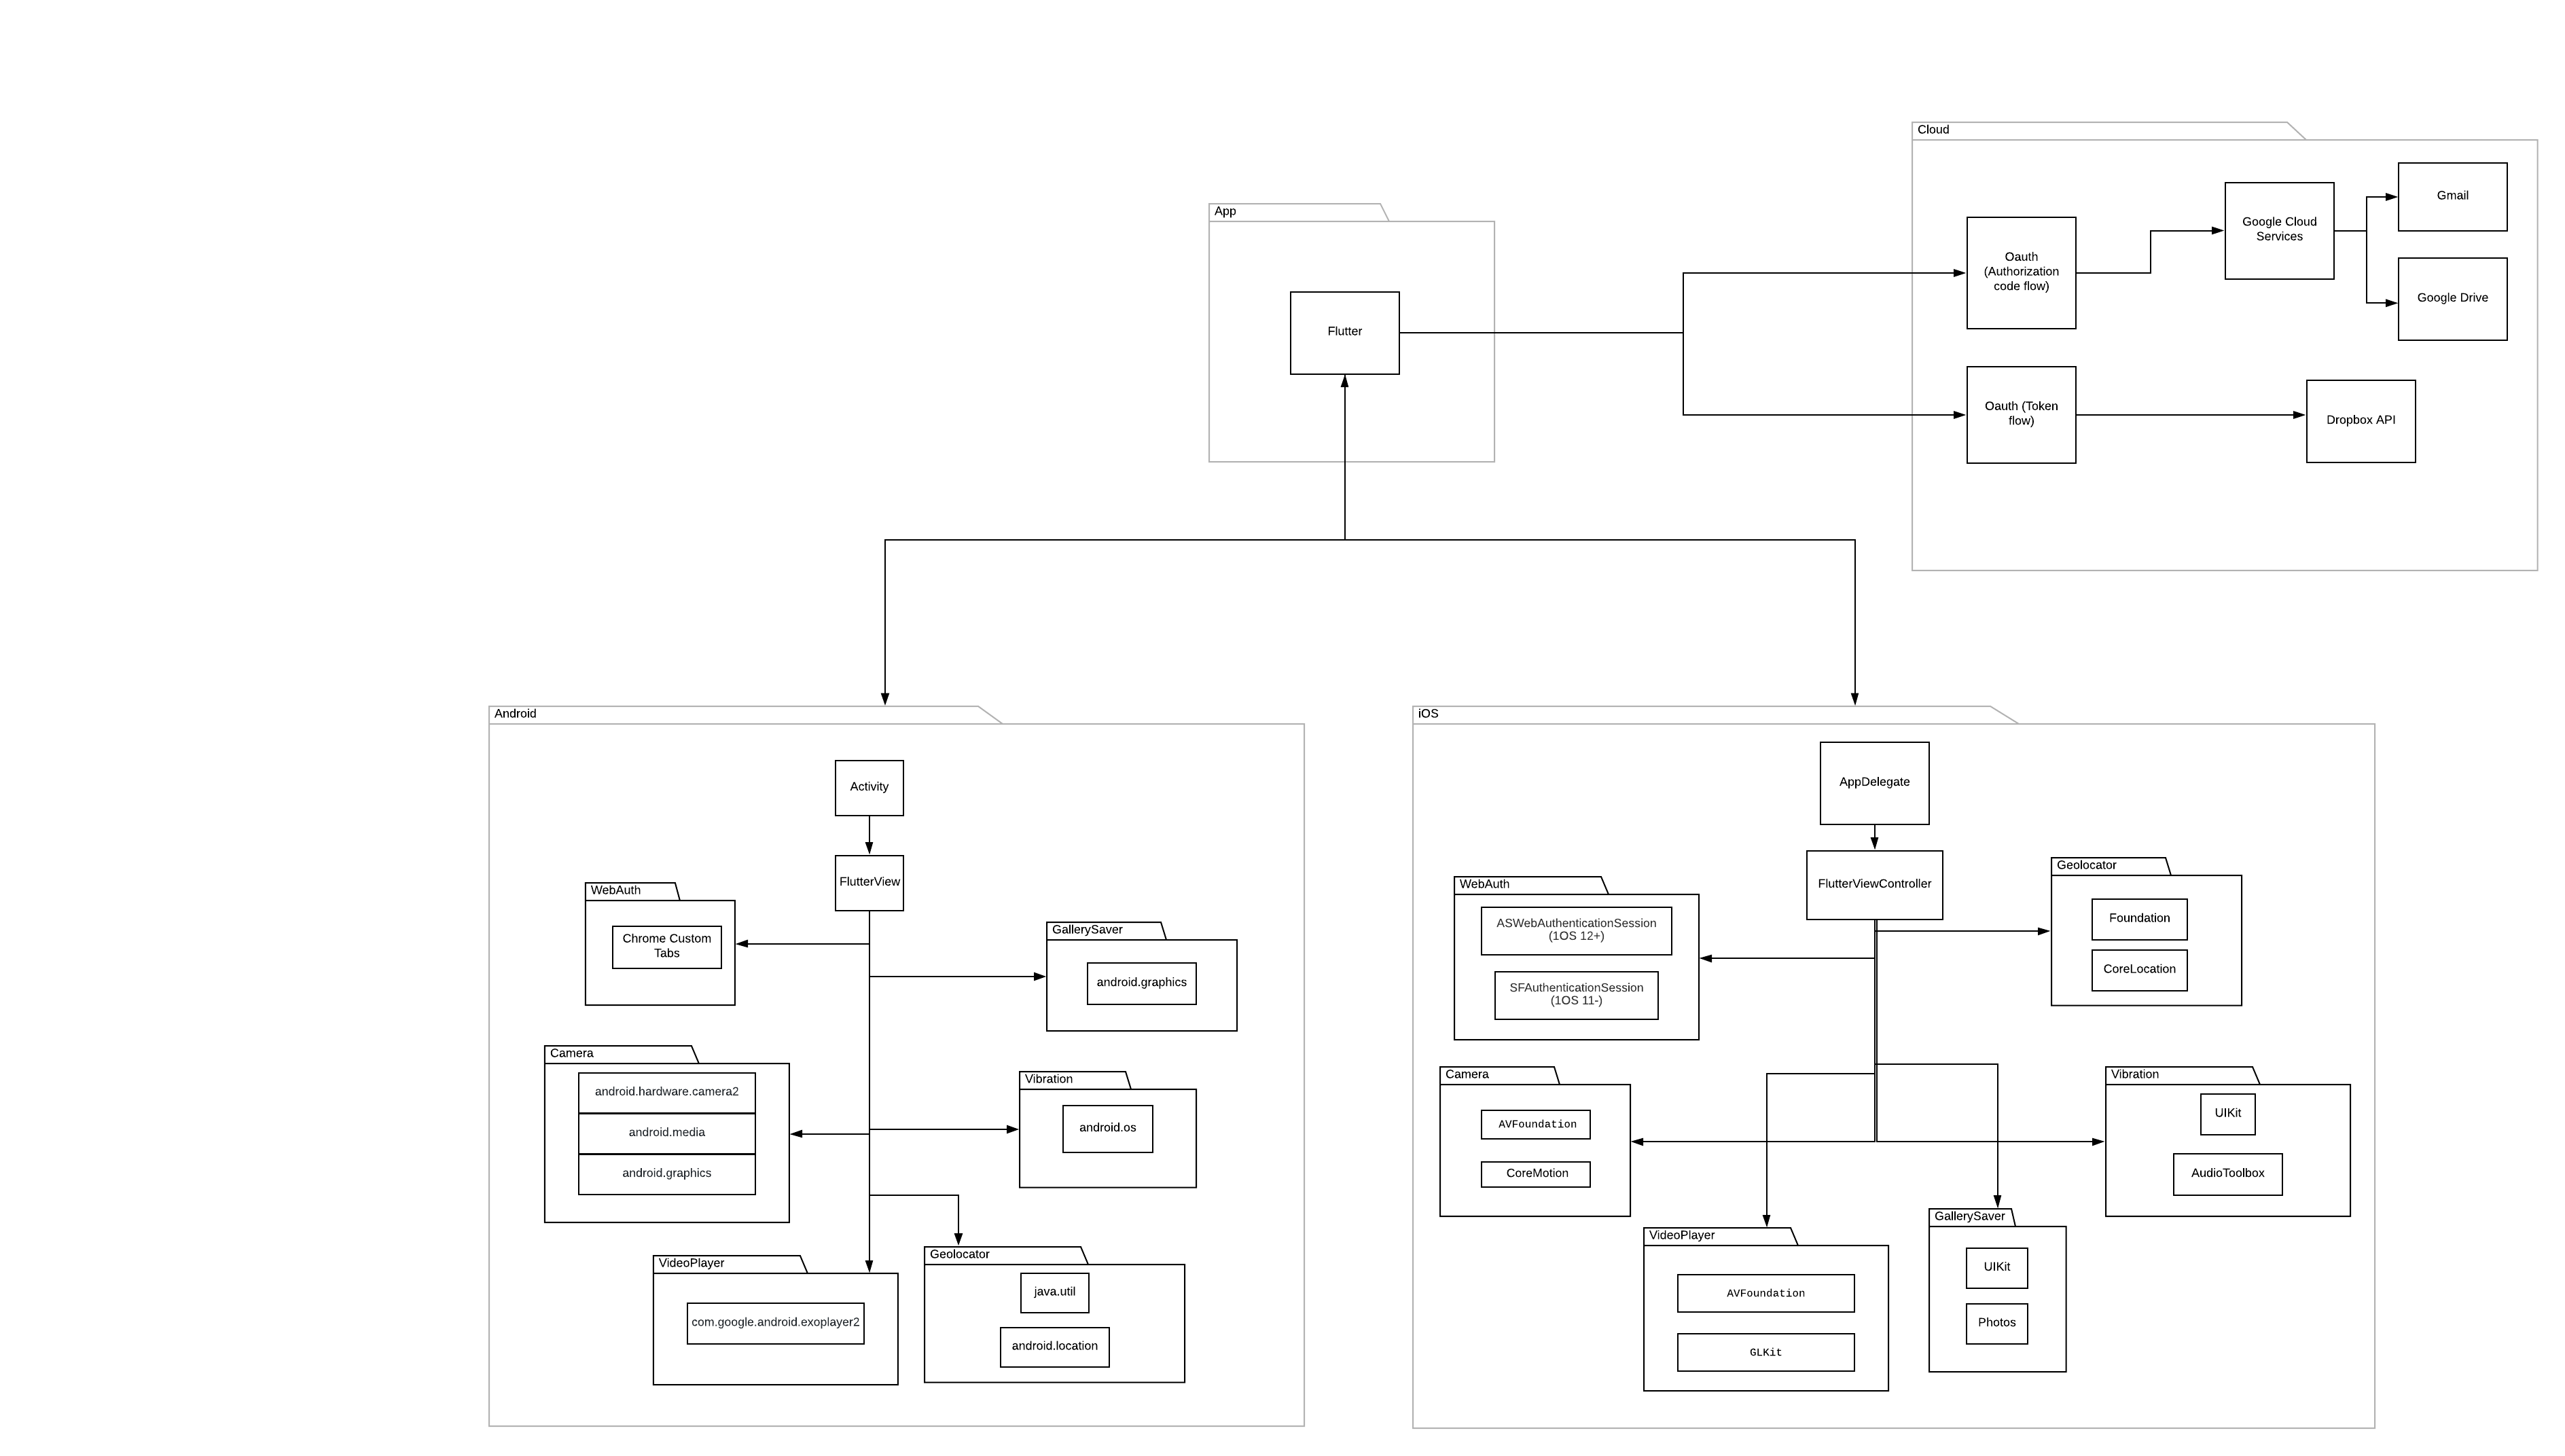 Cloud
Gmail
Google Cloud
Services
App
Oauth
(Authorization
code flow)
Google Drive
Flutter
Oauth (Token
flow)
Dropbox API
Android
Activity
FlutterView
WebAuth
Chrome Custom
Tabs
GallerySaver
android.graphics
Camera
android.hardware.camera2
android.media
android.graphics
Vibration
android.os
VideoPlayer
com.google.android.exoplayer2
Geolocator
java.util
android.location
iOS
AppDelegate
FlutterViewController
WebAuth
ASWebAuthenticationSession
(1OS 12+)
SFAuthenticationSession
(1OS 11-)
Geolocator
Foundation
CoreLocation
Camera
AVFoundation
CoreMotion
Vibration
UIKit
AudioToolbox
VideoPlayer
AVFoundation
GLKit
GallerySaver
UIKit
Photos